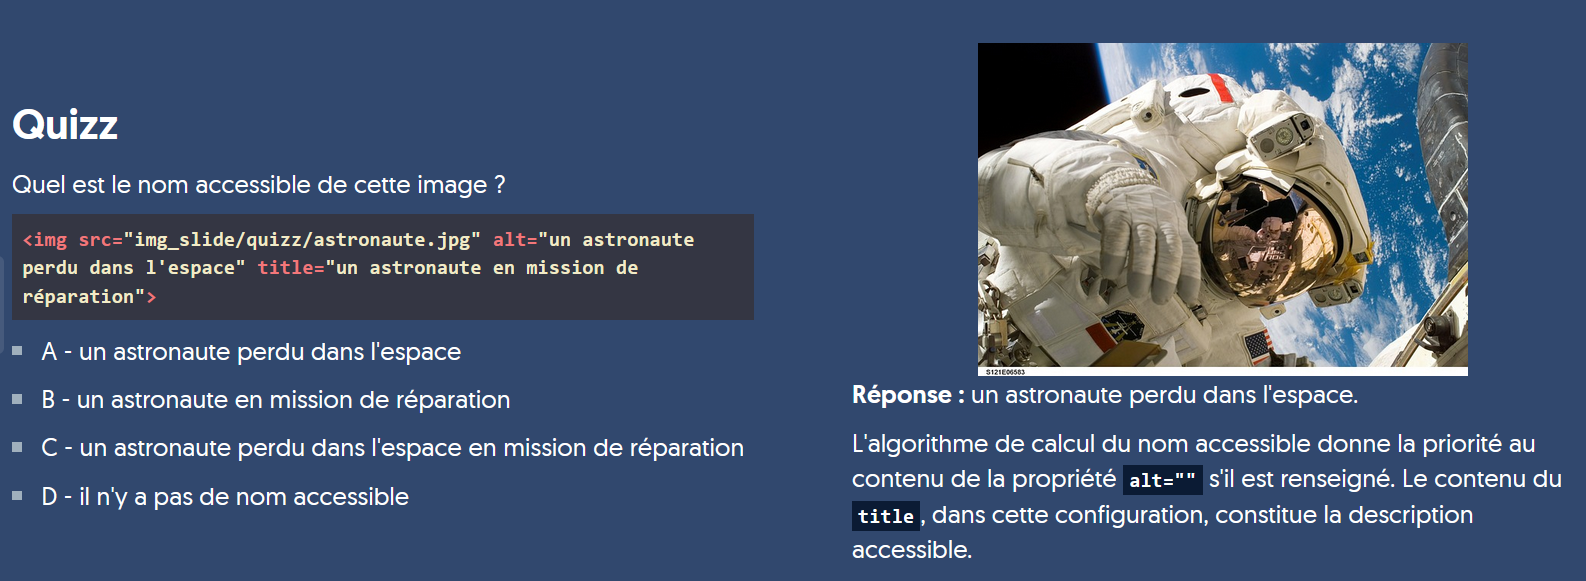 Quizz
Quel est le nom accessible de cette image ?
<img src="img_slide/quizz/astronaute.jpg" alt="un astronaute
perdu dans l'espace" title="un astronaute en mission de
réparation">
A - un astronaute perdu dans l'espace
B - un astronaute en mission de réparation
C - un astronaute perdu dans l'espace en mission de réparation
D - il n'y a pas de nom accessible
S121E06583
Réponse : un astronaute perdu dans l'espace.
L'algorithme de calcul du nom accessible donne la priorité au
contenu de la propriété alt="" s'il est renseigné. Le contenu du
title, dans cette configuration, constitue la description
accessible.